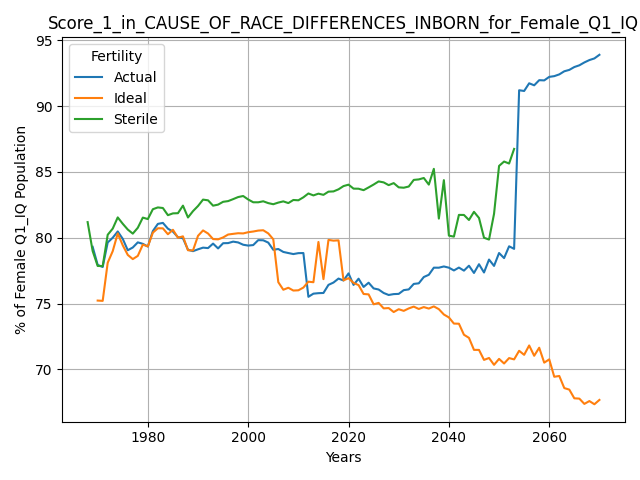 Score_1_in_CAUSE_OF_RACE_DIFFERENCES_INBORN_for_Female_Q1_IQ
Fertility
Actual
Ideal
Sterile
% of Female Q1_IQ Population
95
90
85
80
75
70
1980
2000
2020
2040
2060
Years